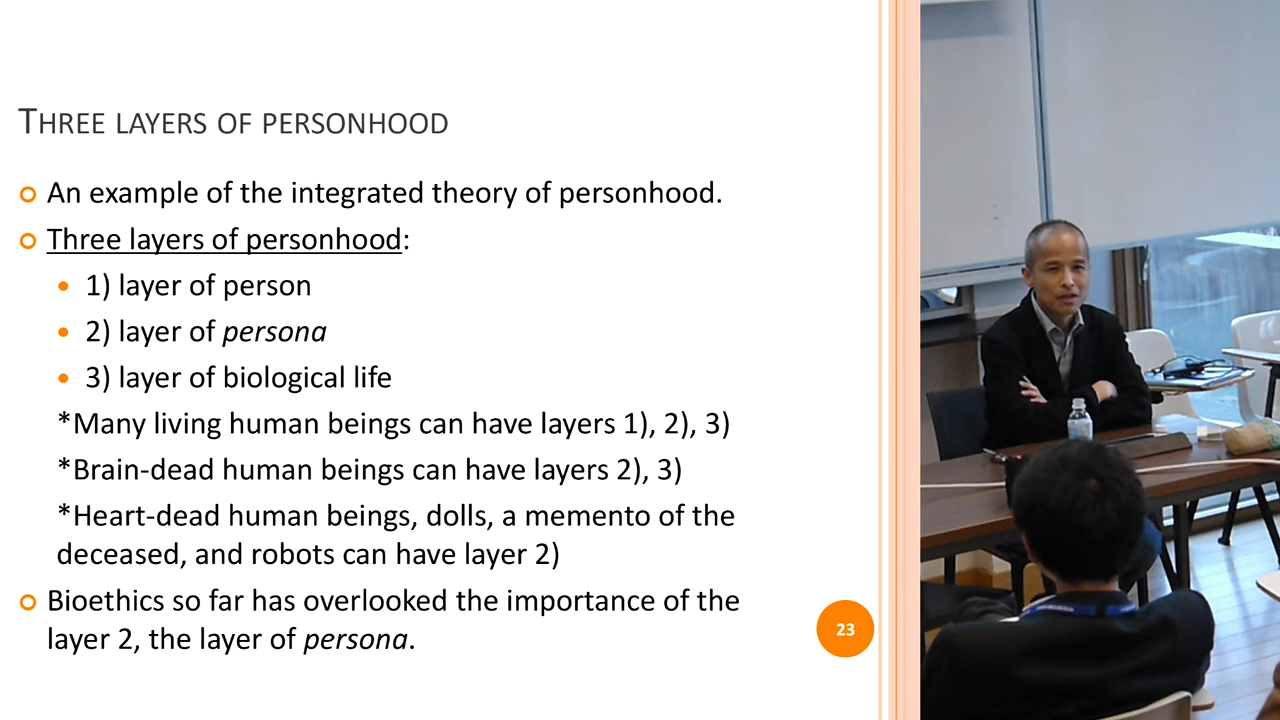 THREE LAYERS OF PERSONHOOD
An example of the integrated theory of personhood.
Three layers of personhood:
1) layer of person
2) layer of persona
3) layer of biological life
*Many living human beings can have layers 1), 2), 3)
*Brain-dead human beings can have layers 2), 3)
*Heart-dead human beings, dolls, a memento of the
deceased, and robots can have layer 2)
Bioethics so far has overlooked the importance of the
layer 2, the layer of persona.
23